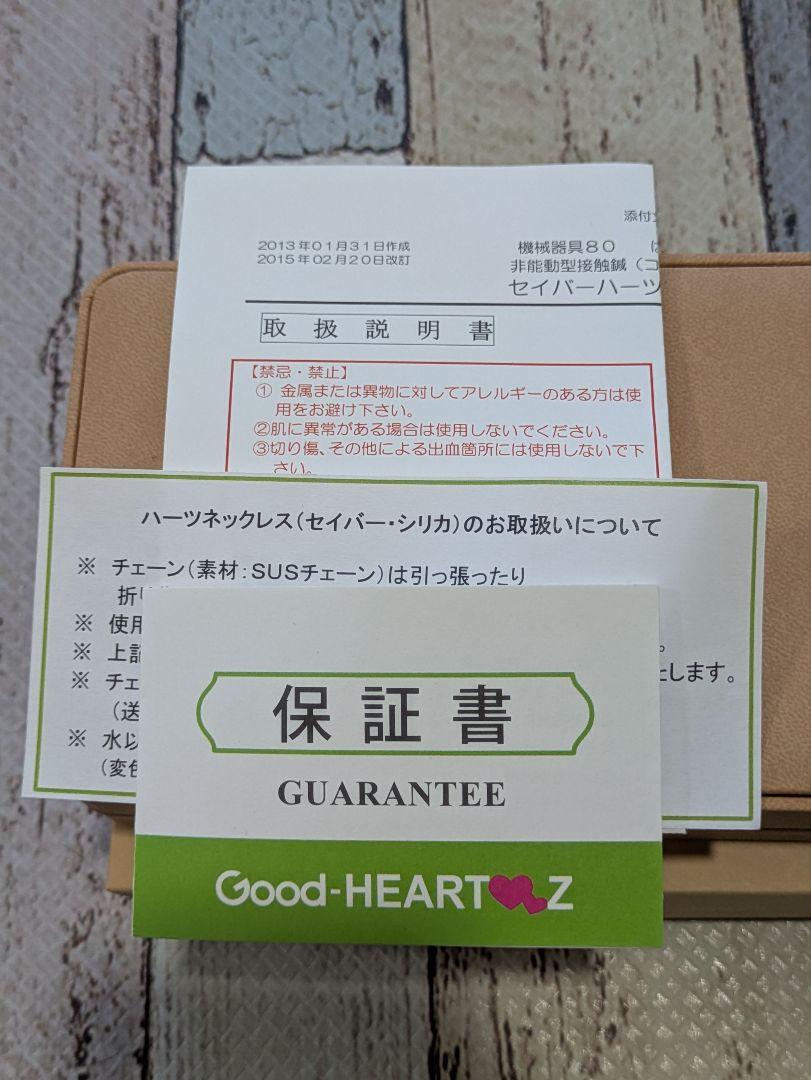 添付
2013年01月31日作成
2015年02月20日改訂
機械器具80
非能動型接触鍼（コ
セイバーハーツ
取扱説明書
【禁忌・禁止】
① 金属または異物に対してアレルギーのある方は使
用をお避け下さい。
②肌に異常がある場合は使用しないでください。
③切り傷、その他による出血箇所には使用しないで下
さい。
ハーツネックレス（セイバー・シリカ）のお取扱いについて
※ チェーン（素材：SUSチェーン）は引っ張ったり
折
※ 使用
※ 上記
。
※ チェ
たします。
（送
※ 水以
（変色
保証書
GUARANTEE
Good-HEARTZ